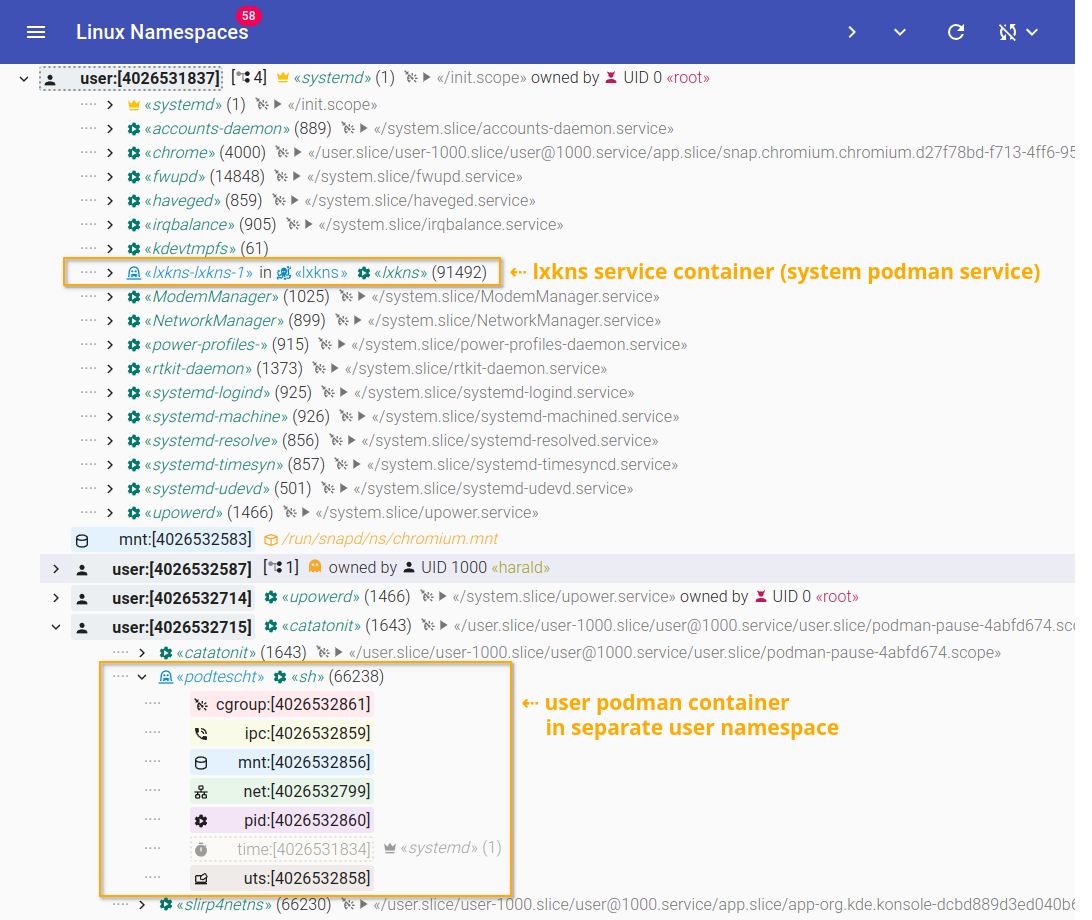 Linux Namespaces 58
user:[4026531837] [4] «systemd» (1) «/init.scope» owned by UID 0 «root»
«systemd» (1) «/init.scope»
«accounts-daemon» (889) «/system.slice/accounts-daemon.service»
«chrome» (4000) «/user.slice/user-1000.slice/user@1000.service/app.slice/snap.chromium.chromium.d27f78bd-f713-4ff6-95
«fwupd» (14848) «/system.slice/fwupd.service»
«haveged» (859) «/system.slice/haveged.service»
«irqbalance» (905) «/system.slice/irqbalance.service»
«kdevtmpfs» (61)
«lxkns-lxkns-1» in «lxkns» «lxkns» (91492) ⇠ lxkns service container (system podman service)
«ModemManager» (1025) «/system.slice/ModemManager.service»
«NetworkManager» (899) «/system.slice/NetworkManager.service»
«power-profiles-» (915) «/system.slice/power-profiles-daemon.service»
«rtkit-daemon» (1373) «/system.slice/rtkit-daemon.service»
«systemd-logind» (925) «/system.slice/systemd-logind.service»
«systemd-machine» (926) «/system.slice/systemd-machined.service»
«systemd-resolve» (856) «/system.slice/systemd-resolved.service»
«systemd-timesyn» (857) «/system.slice/systemd-timesyncd.service»
«systemd-udevd» (501) «/system.slice/systemd-udevd.service»
«upowerd» (1466) «/system.slice/upower.service»
mnt:[4026532583] /run/snapd/ns/chromium.mnt
user:[4026532587] [1] owned by UID 1000 «harald»
user:[4026532714] «upowerd» (1466) «/system.slice/upower.service» owned by UID 0 «root»
user:[4026532715] «catatonit» (1643) «/user.slice/user-1000.slice/user@1000.service/user.slice/podman-pause-4abfd674.sco
«catatonit» (1643) «/user.slice/user-1000.slice/user@1000.service/user.slice/podman-pause-4abfd674.scope»
«podtescht» «sh» (66238)
cgroup:[4026532861] ⇠ user podman container
in separate user namespace
ipc:[4026532859]
mnt:[4026532856]
net:[4026532799]
pid:[4026532860]
time:[4026531834] «systemd» (1)
uts:[4026532858]
«slirp4netns» (66230) «/user.slice/user-1000.slice/user@1000.service/app.slice/app-org.kde.konsole-dcbd889d3ed040b6